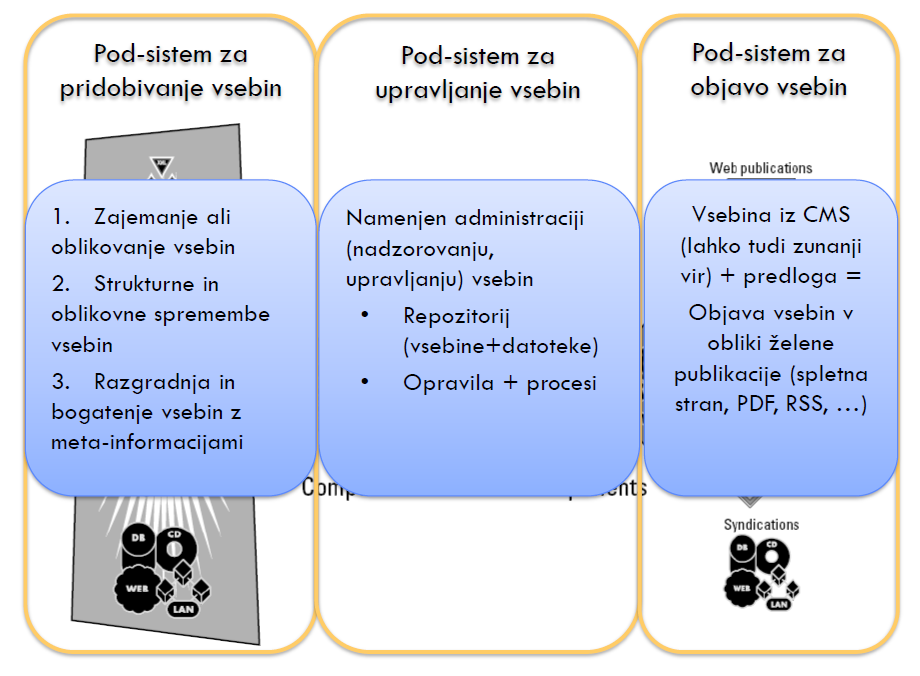 Pod-sistem za
pridobivanje vsebin
XML
1. Zajemanje ali
oblikovanje vsebin
2. Strukturne in
oblikovne spremembe
vsebin
3. Razgradnja in
bogatenje vsebin z
meta-informacijami
DB
CD
WEB
LAN
Pod-sistem za
upravljanje vsebin
Namenjen administraciji
(nadzorovanju,
upravljanju) vsebin
• Repozitorij
(vsebine+datoteke)
• Opravila + procesi
Pod-sistem za
objavo vsebin
Web publications
Vsebina iz CMS
(lahko tudi zunanji
vir) + predloga =
Objava vsebin v
obliki želene
publikacije (spletna
stran, PDF, RSS, …)
Syndications
DB
CD
WEB
LAN